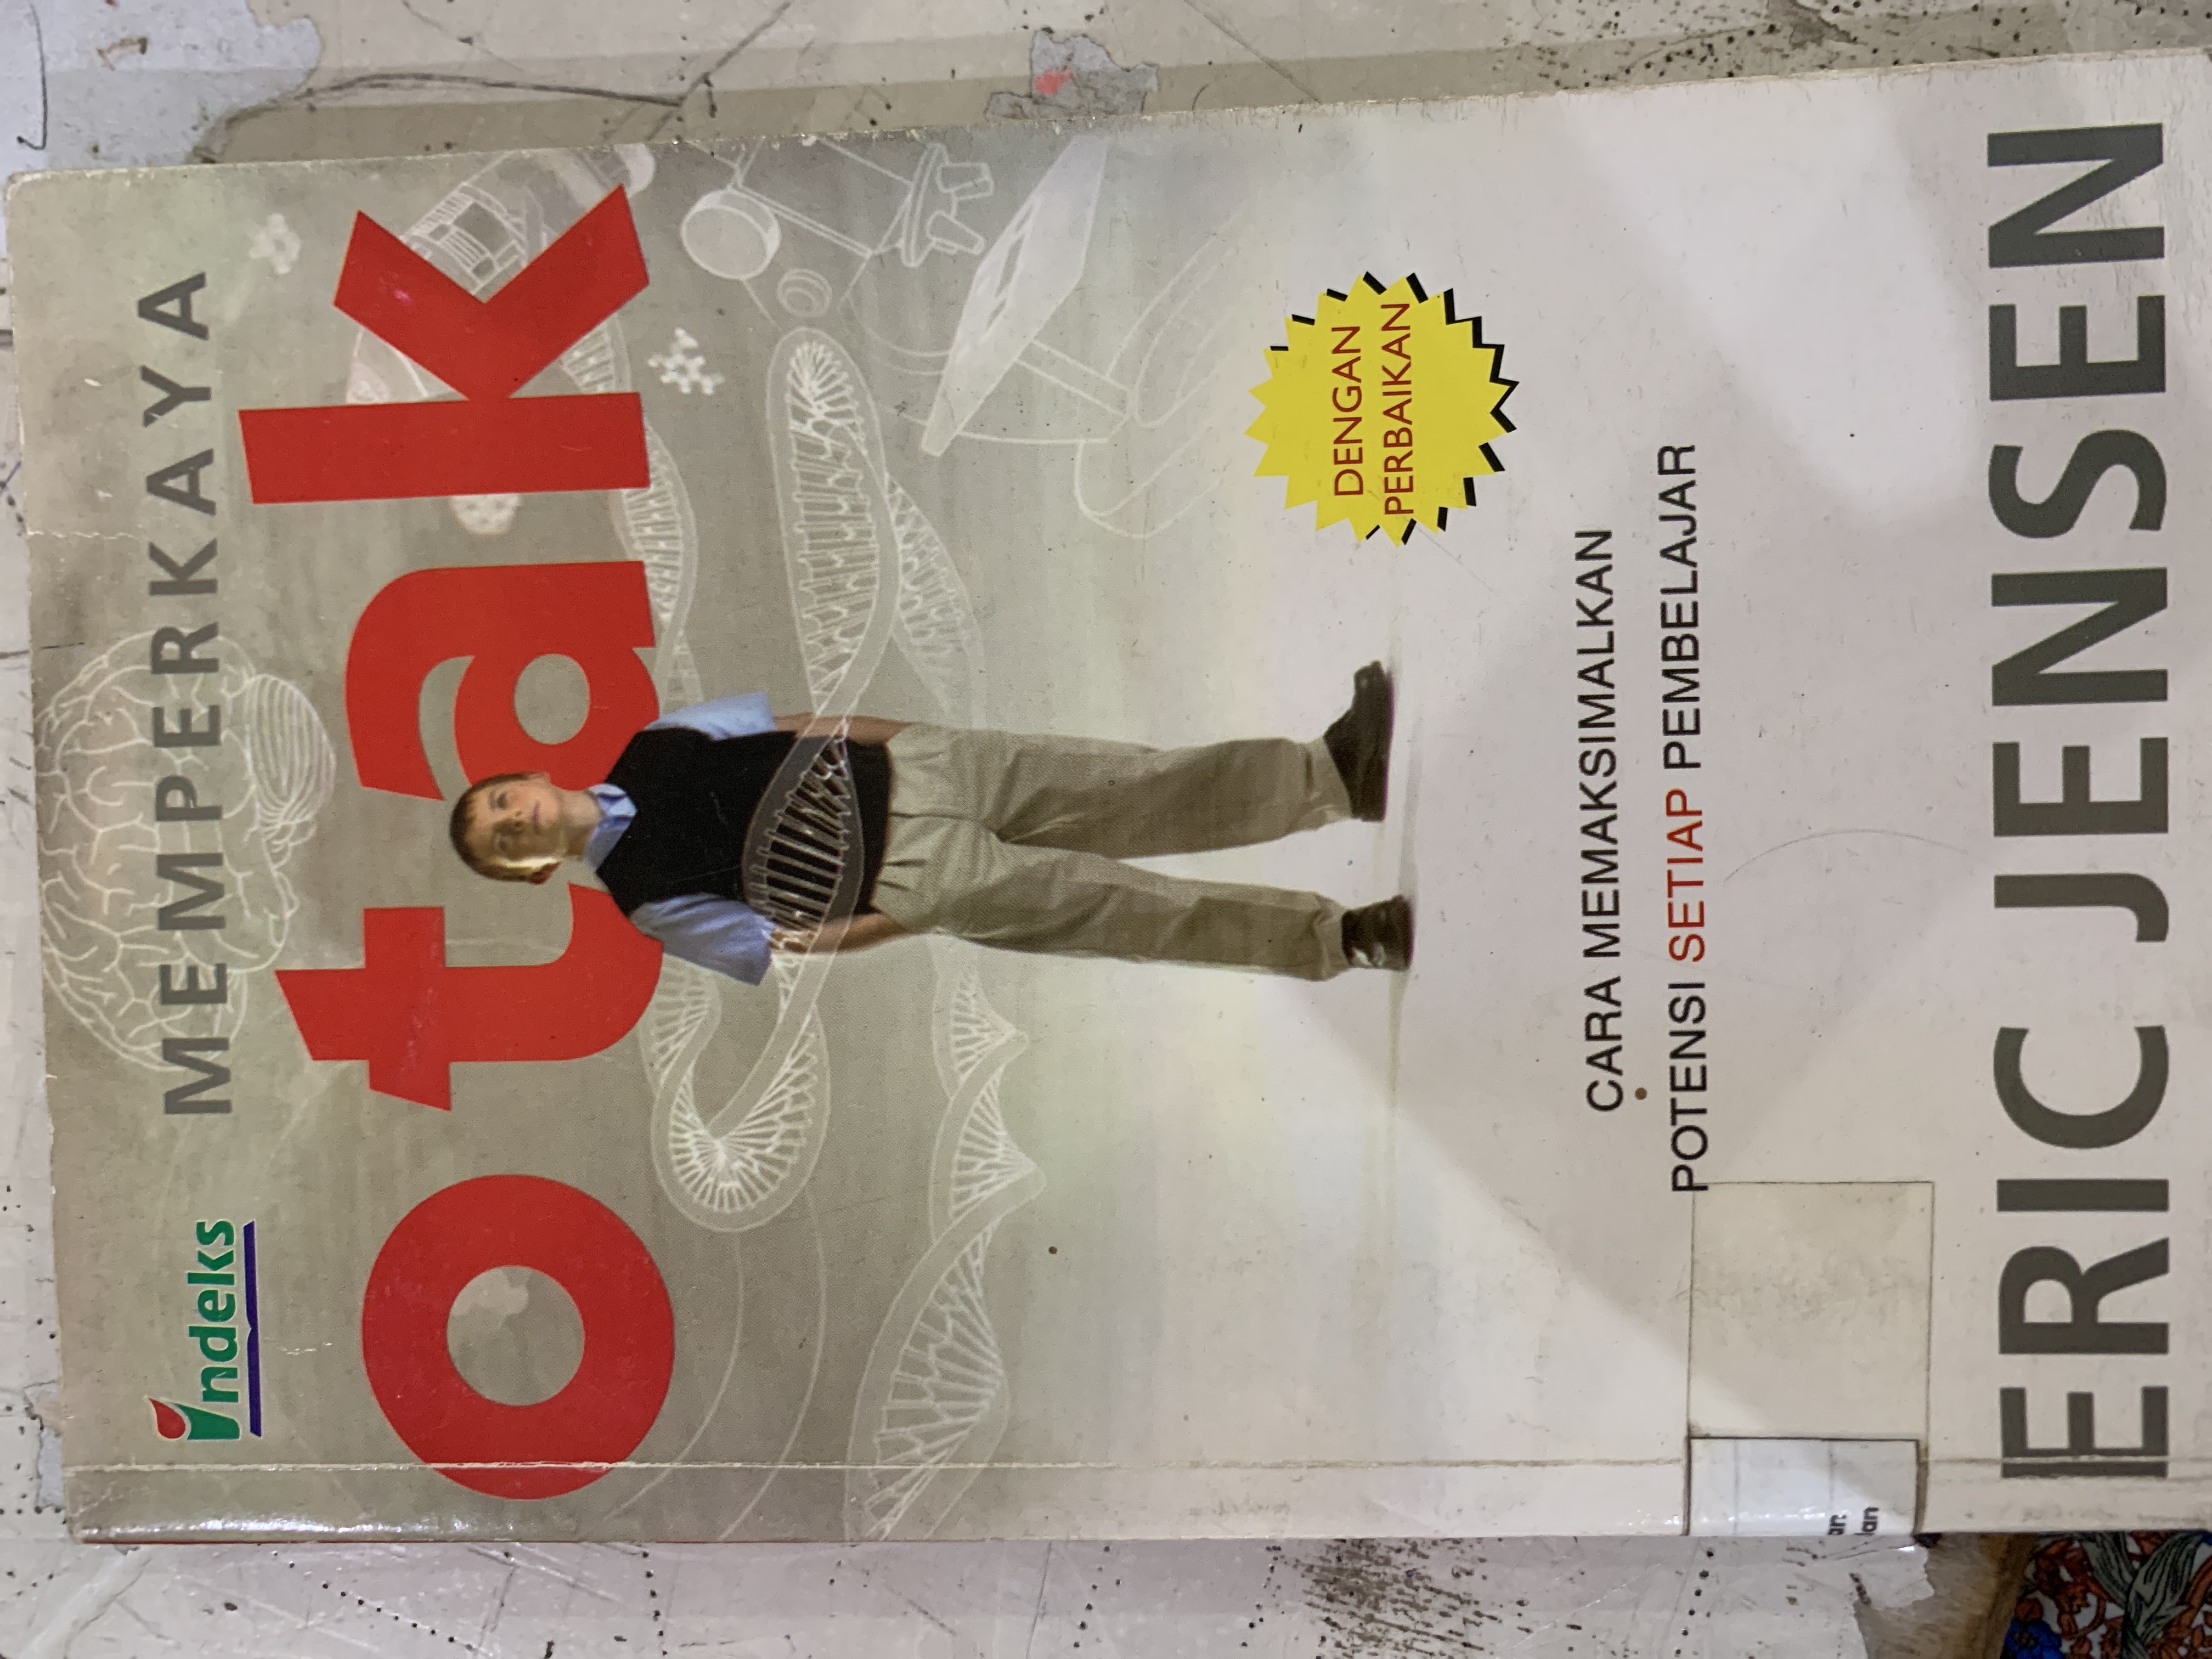 indeks
MEMPERKAYA
otak
DENGAN
PERBAIKAN
CARA MEMAKSIMALKAN
POTENSI SETIAP PEMBELAJAR
ERIC JENSEN